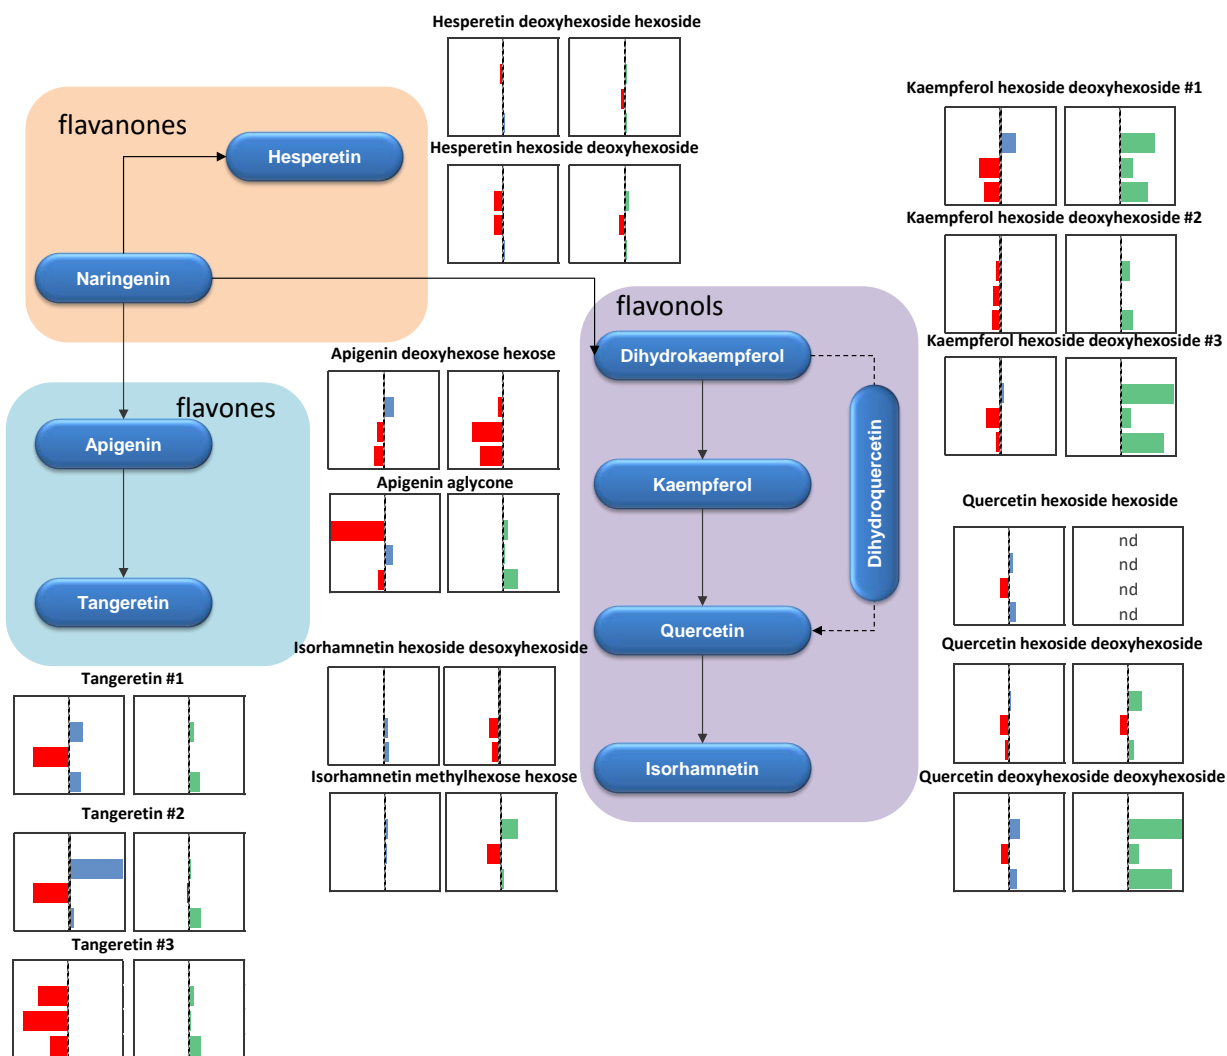 Hesperetin deoxyhexoside hexoside
Hesperetin hexoside deoxyhexoside
flavanones
Hesperetin
Naringenin
Kaempferol hexoside deoxyhexoside #1
Kaempferol hexoside deoxyhexoside #2
Kaempferol hexoside deoxyhexoside #3
flavonols
Dihydrokaempferol
Kaempferol
Dihydroquercetin
Quercetin
Isorhamnetin
Apigenin deoxyhexose hexose
Apigenin aglycone
flavones
Apigenin
Tangeretin
Quercetin hexoside hexoside
nd
nd
nd
nd
Quercetin hexoside deoxyhexoside
Quercetin deoxyhexoside deoxyhexoside
Isorhamnetin hexoside desoxyhexoside
Isorhamnetin methylhexose hexose
Tangeretin #1
Tangeretin #2
Tangeretin #3